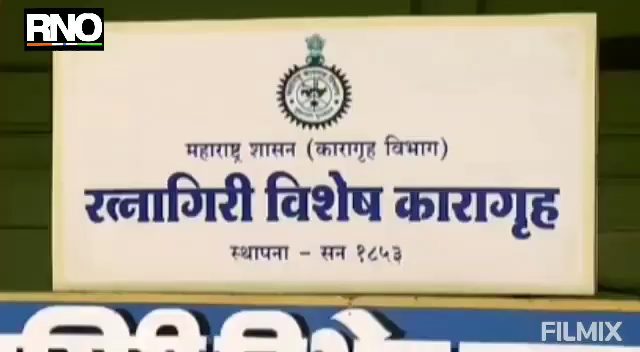 RNO
महाराष्ट्र शासन (कारागृह विभाग)
रत्नागिरी विशेष कारागृह
स्थापना – सन १८५३
FILMIX